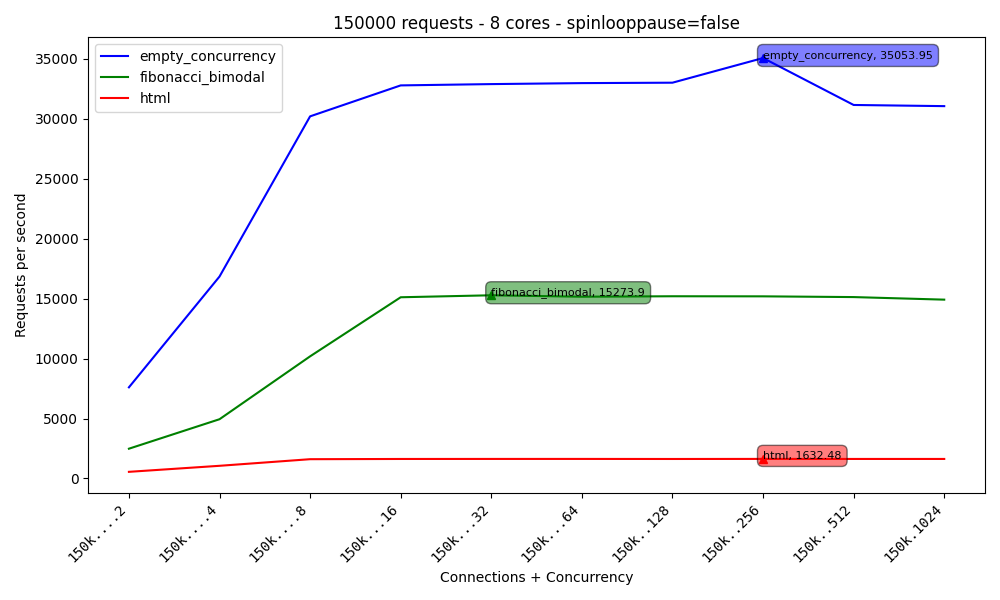 150000 requests - 8 cores - spinlooppause=false
empty_concurrency
fibonacci_bimodal
html
empty_concurrency, 35053.95
fibonacci_bimodal, 15273.9
html, 1632.48
Requests per second
35000
30000
25000
20000
15000
10000
5000
0
150k....2
150k....4
150k....8
150k...16
150k...32
150k...64
150k..128
150k..256
150k..512
150k.1024
Connections + Concurrency